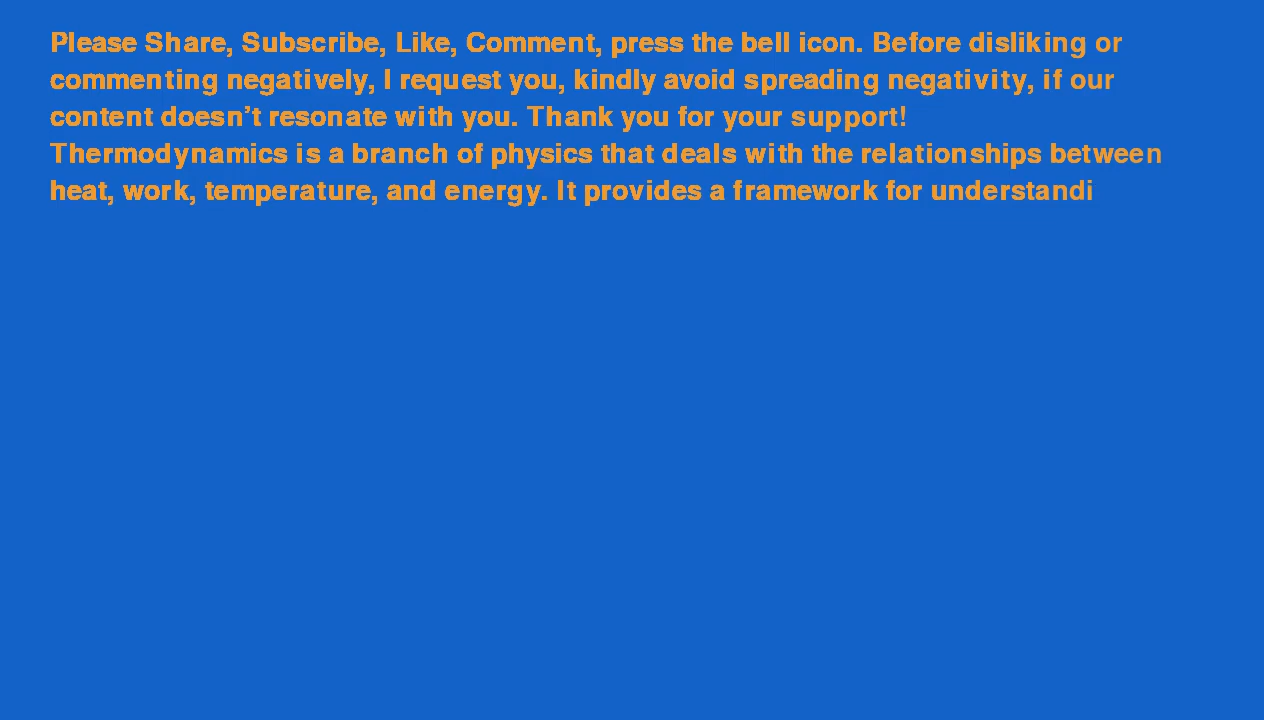 Please Share, Subscribe, Like, Comment, press the bell icon. Before disliking or
commenting negatively, I request you, kindly avoid spreading negativity, if our
content doesn’t resonate with you. Thank you for your support!
Thermodynamics is a branch of physics that deals with the relationships between
heat, work, temperature, and energy. It provides a framework for understandi